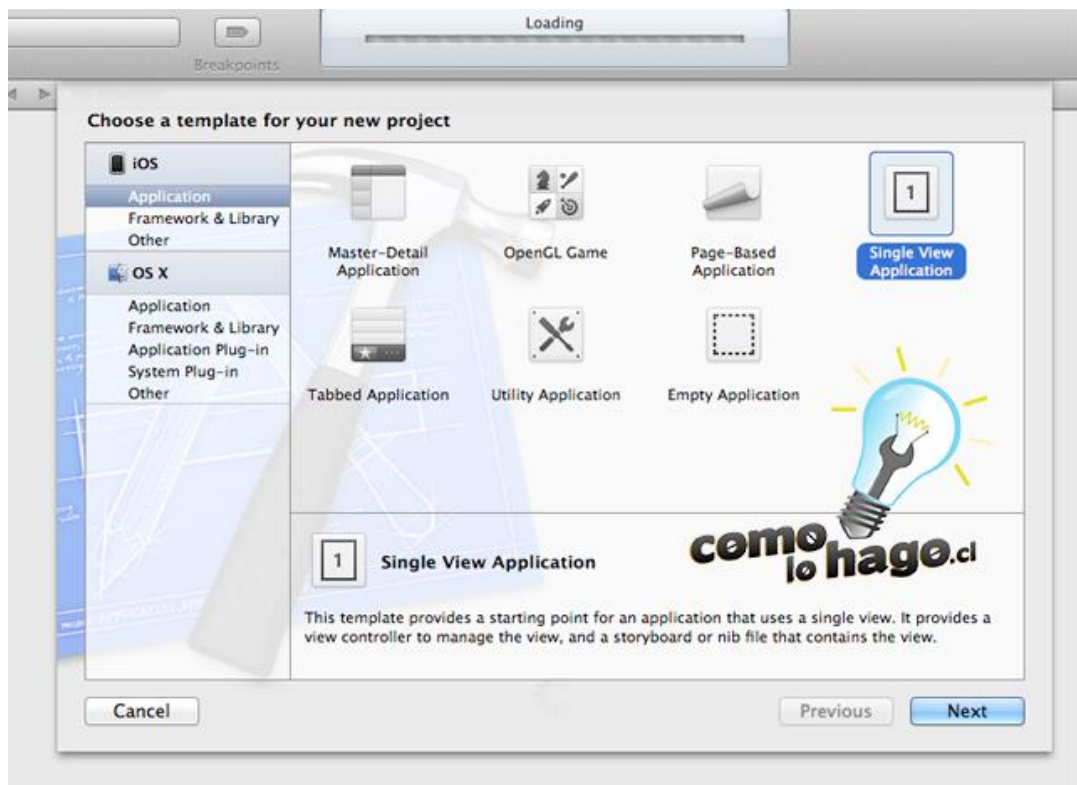 Loading
Breakpoints
Choose a template for your new project
iOS
Application
Framework & Library
Other
OS X
Application
Framework & Library
Application Plug-in
System Plug-in
Other
Master-Detail
Application
OpenGL Game
Page-Based
Application
1
Single View
Application
Tabbed Application
Utility Application
Empty Application
como
lo hago.cl
1
Single View Application
This template provides a starting point for an application that uses a single view. It provides a
view controller to manage the view, and a storyboard or nib file that contains the view.
Cancel
Previous
Next